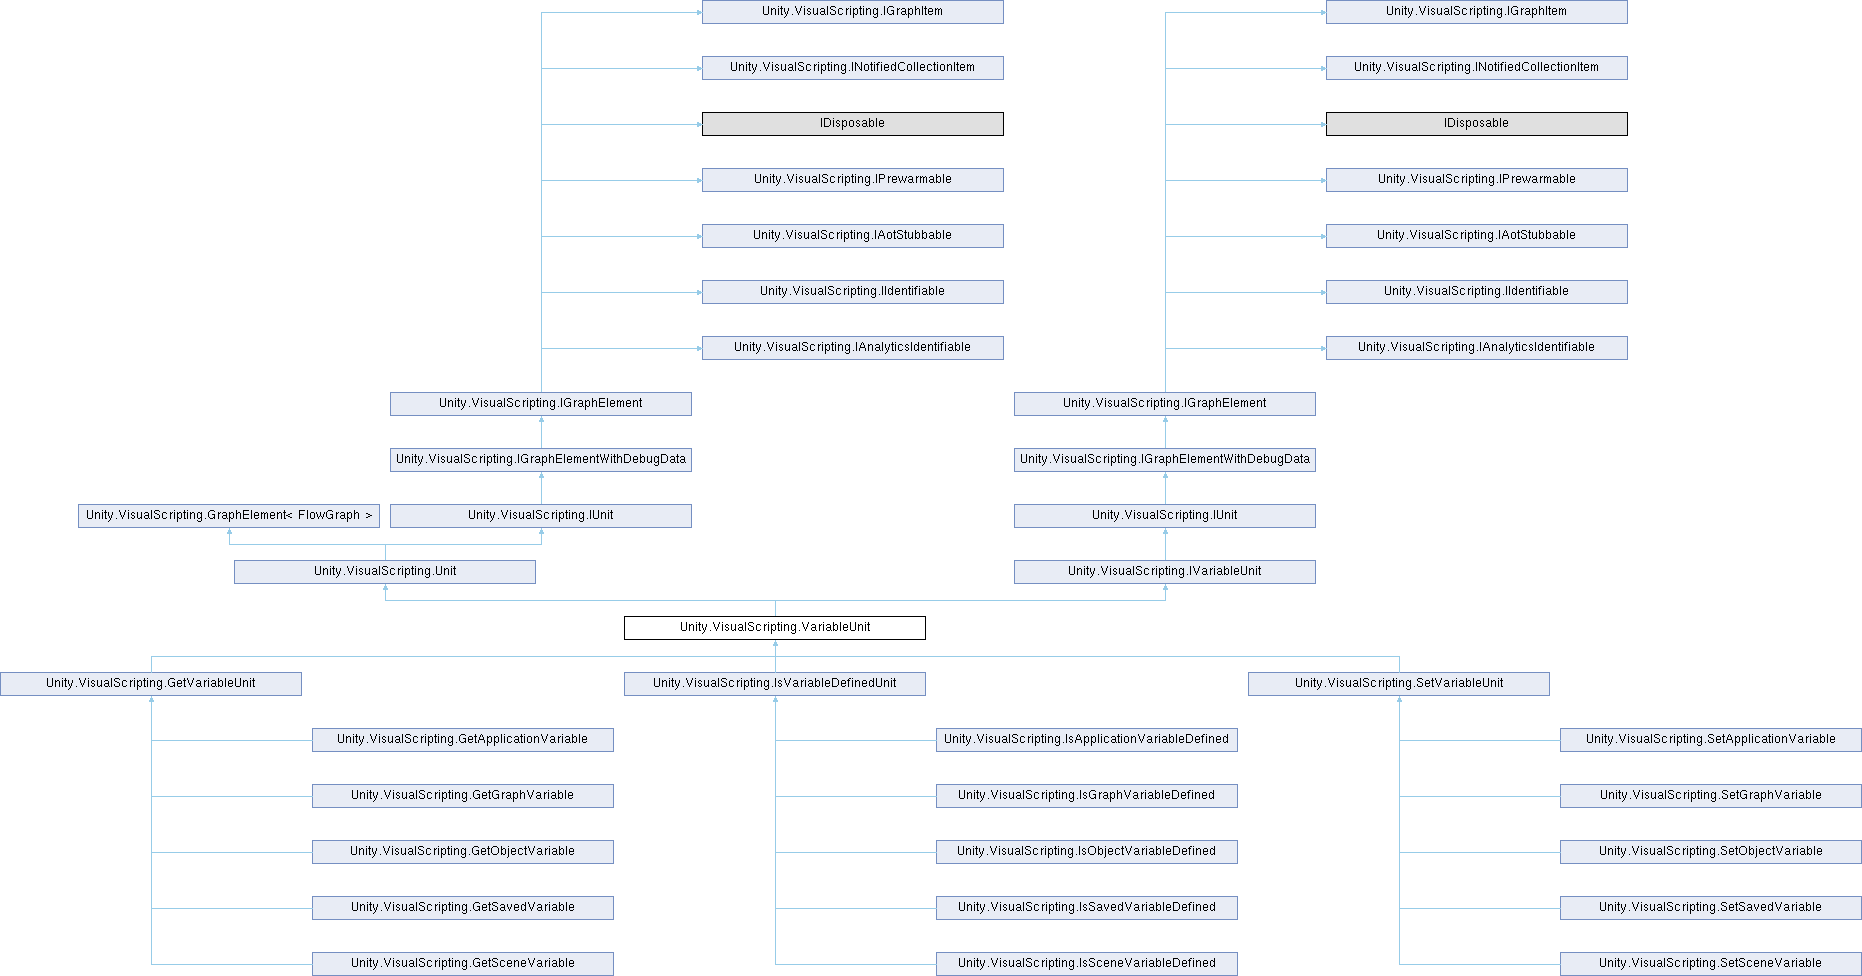 Unity.VisualScripting.IGraphItem
Unity.VisualScripting.IGraphItem
Unity.VisualScripting.INotifiedCollectionItem
Unity.VisualScripting.INotifiedCollectionItem
IDisposable
IDisposable
Unity.VisualScripting.IPrewarmable
Unity.VisualScripting.IPrewarmable
Unity.VisualScripting.IAotStubbable
Unity.VisualScripting.IAotStubbable
Unity.VisualScripting.IIdentifiable
Unity.VisualScripting.IIdentifiable
Unity.VisualScripting.IAnalyticsIdentifiable
Unity.VisualScripting.IAnalyticsIdentifiable
Unity.VisualScripting.IGraphElement
Unity.VisualScripting.IGraphElement
Unity.VisualScripting.IGraphElementWithDebugData
Unity.VisualScripting.IGraphElementWithDebugData
Unity.VisualScripting.GraphElement< FlowGraph >
Unity.VisualScripting.IUnit
Unity.VisualScripting.IUnit
Unity.VisualScripting.Unit
Unity.VisualScripting.IVariableUnit
Unity.VisualScripting.VariableUnit
Unity.VisualScripting.GetVariableUnit
Unity.VisualScripting.IsVariableDefinedUnit
Unity.VisualScripting.SetVariableUnit
Unity.VisualScripting.GetApplicationVariable
Unity.VisualScripting.IsApplicationVariableDefined
Unity.VisualScripting.SetApplicationVariable
Unity.VisualScripting.GetGraphVariable
Unity.VisualScripting.IsGraphVariableDefined
Unity.VisualScripting.SetGraphVariable
Unity.VisualScripting.GetObjectVariable
Unity.VisualScripting.IsObjectVariableDefined
Unity.VisualScripting.SetObjectVariable
Unity.VisualScripting.GetSavedVariable
Unity.VisualScripting.IsSavedVariableDefined
Unity.VisualScripting.SetSavedVariable
Unity.VisualScripting.GetSceneVariable
Unity.VisualScripting.IsSceneVariableDefined
Unity.VisualScripting.SetSceneVariable